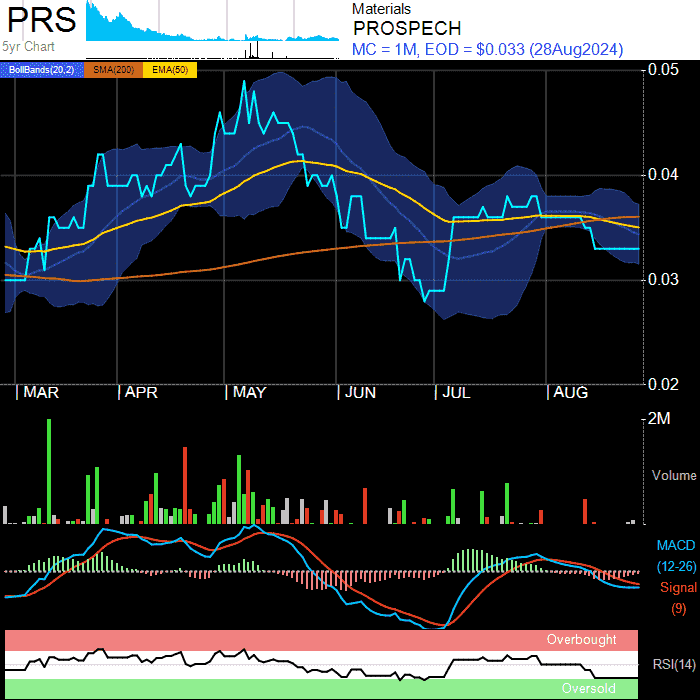 PRS
5yr Chart
Materials
PROSPECH
MC = 1M, EOD = $0.033 (28Aug2024)
BollBands(20,2) SMA(200) EMA(50)
0.05
0.04
0.03
0.02
MAR APR MAY JUN JUL AUG
2M
Volume
MACD
(12-26)
Signal
(9)
Overbought
RSI(14)
Oversold